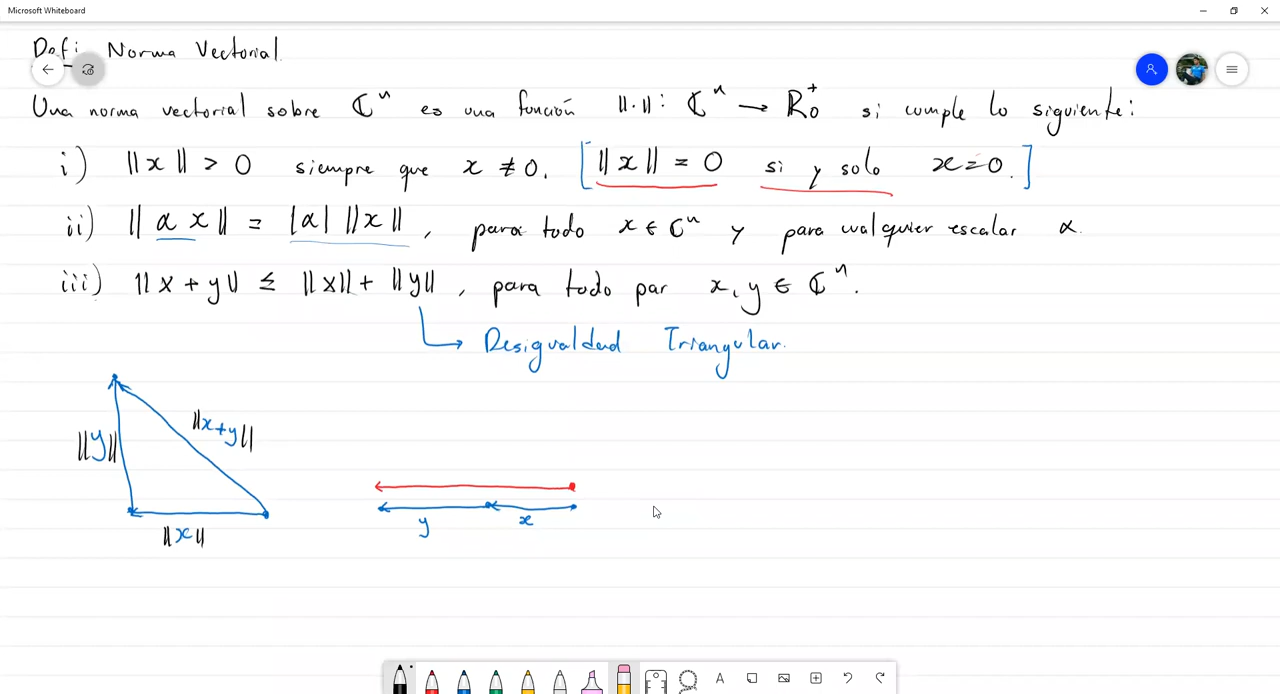 Microsoft Whiteboard
Def: Norma Vectorial.
Una norma vectorial sobre ℂⁿ es una función ||·||: ℂⁿ → ℝ₀⁺ si cumple lo siguiente:
i) ||x|| > 0 siempre que x ≠ 0. [||x|| = 0 si y solo x = 0.]
ii) ||α x|| = |α| ||x||, para todo x ∈ ℂⁿ y para cualquier escalar α.
iii) ||x + y|| ≤ ||x|| + ||y||, para todo par x, y ∈ ℂⁿ.
Desigualdad Triangular.
||x+y||
||y||
||x||
y x
A